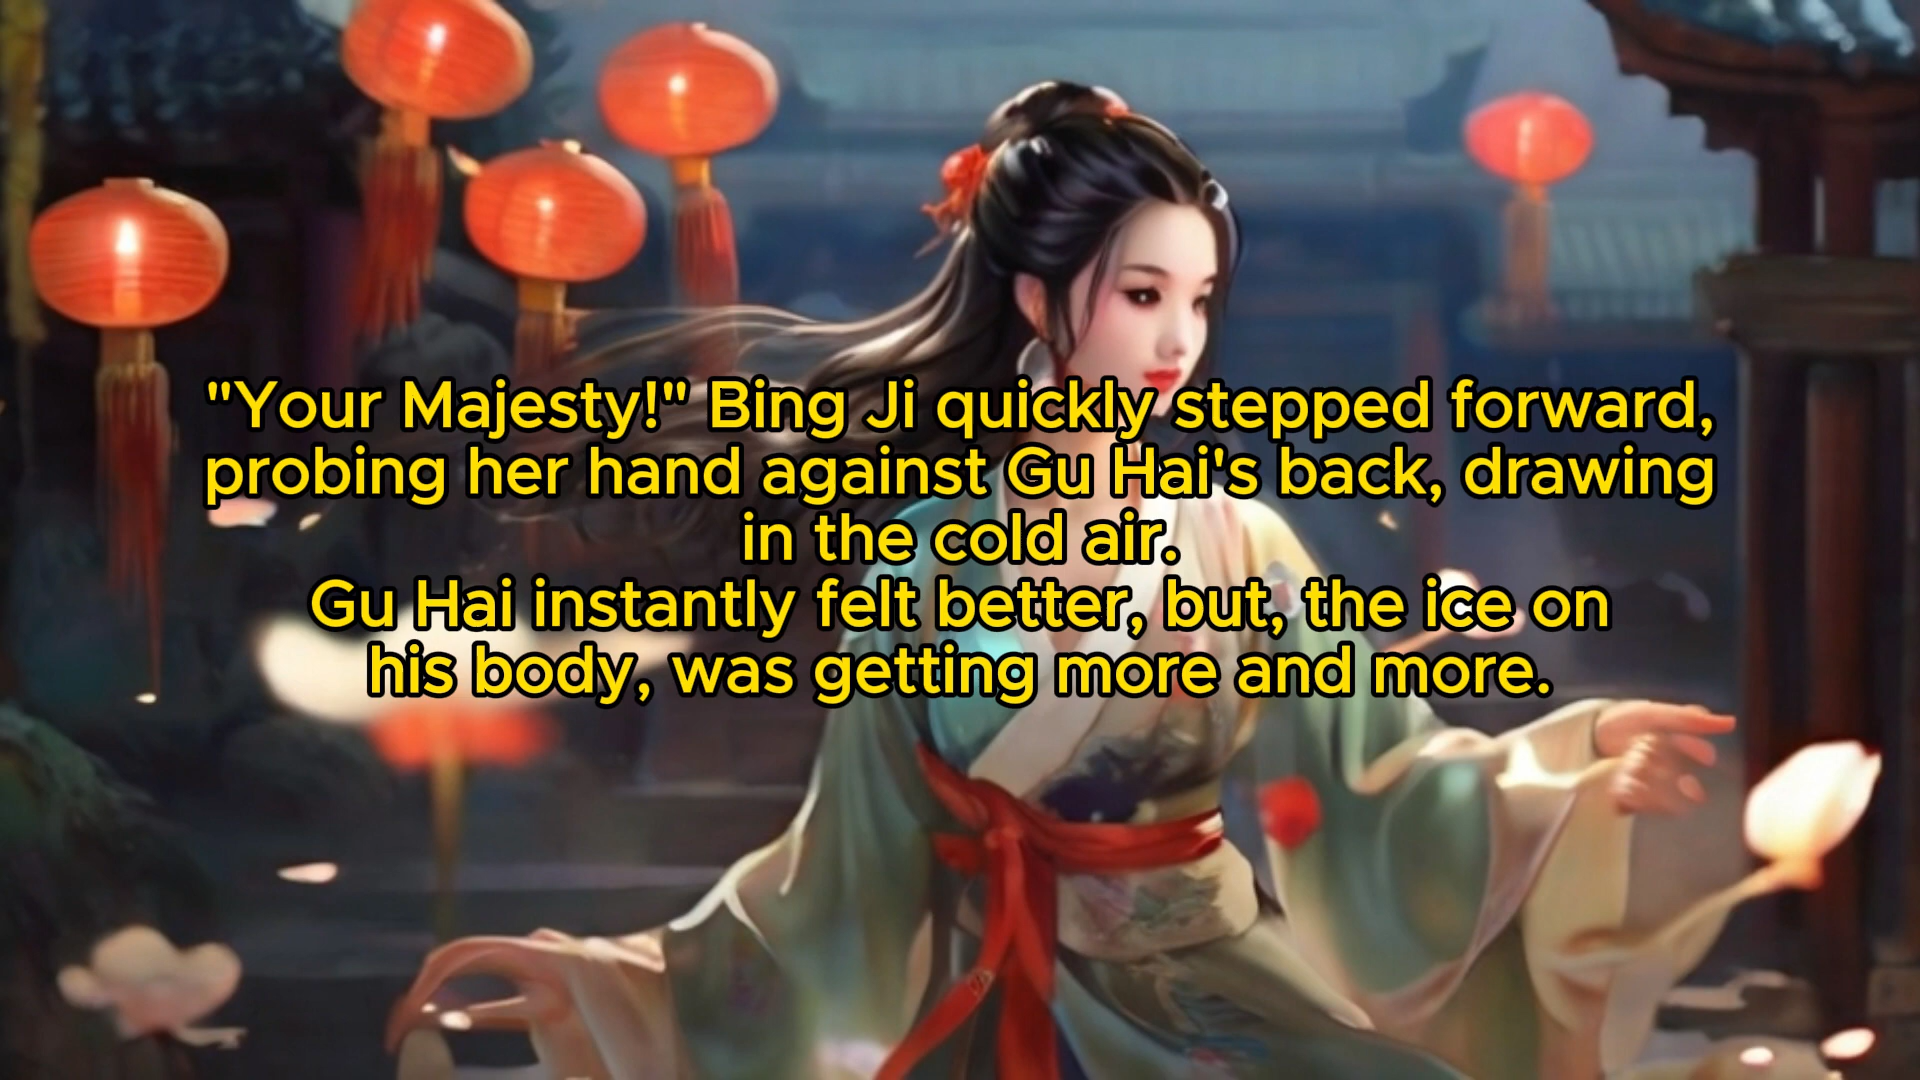 "Your Majesty!" Bing Ji quickly stepped forward,
probing her hand against Gu Hai's back, drawing
in the cold air.
Gu Hai instantly felt better, but, the ice on
his body, was getting more and more.